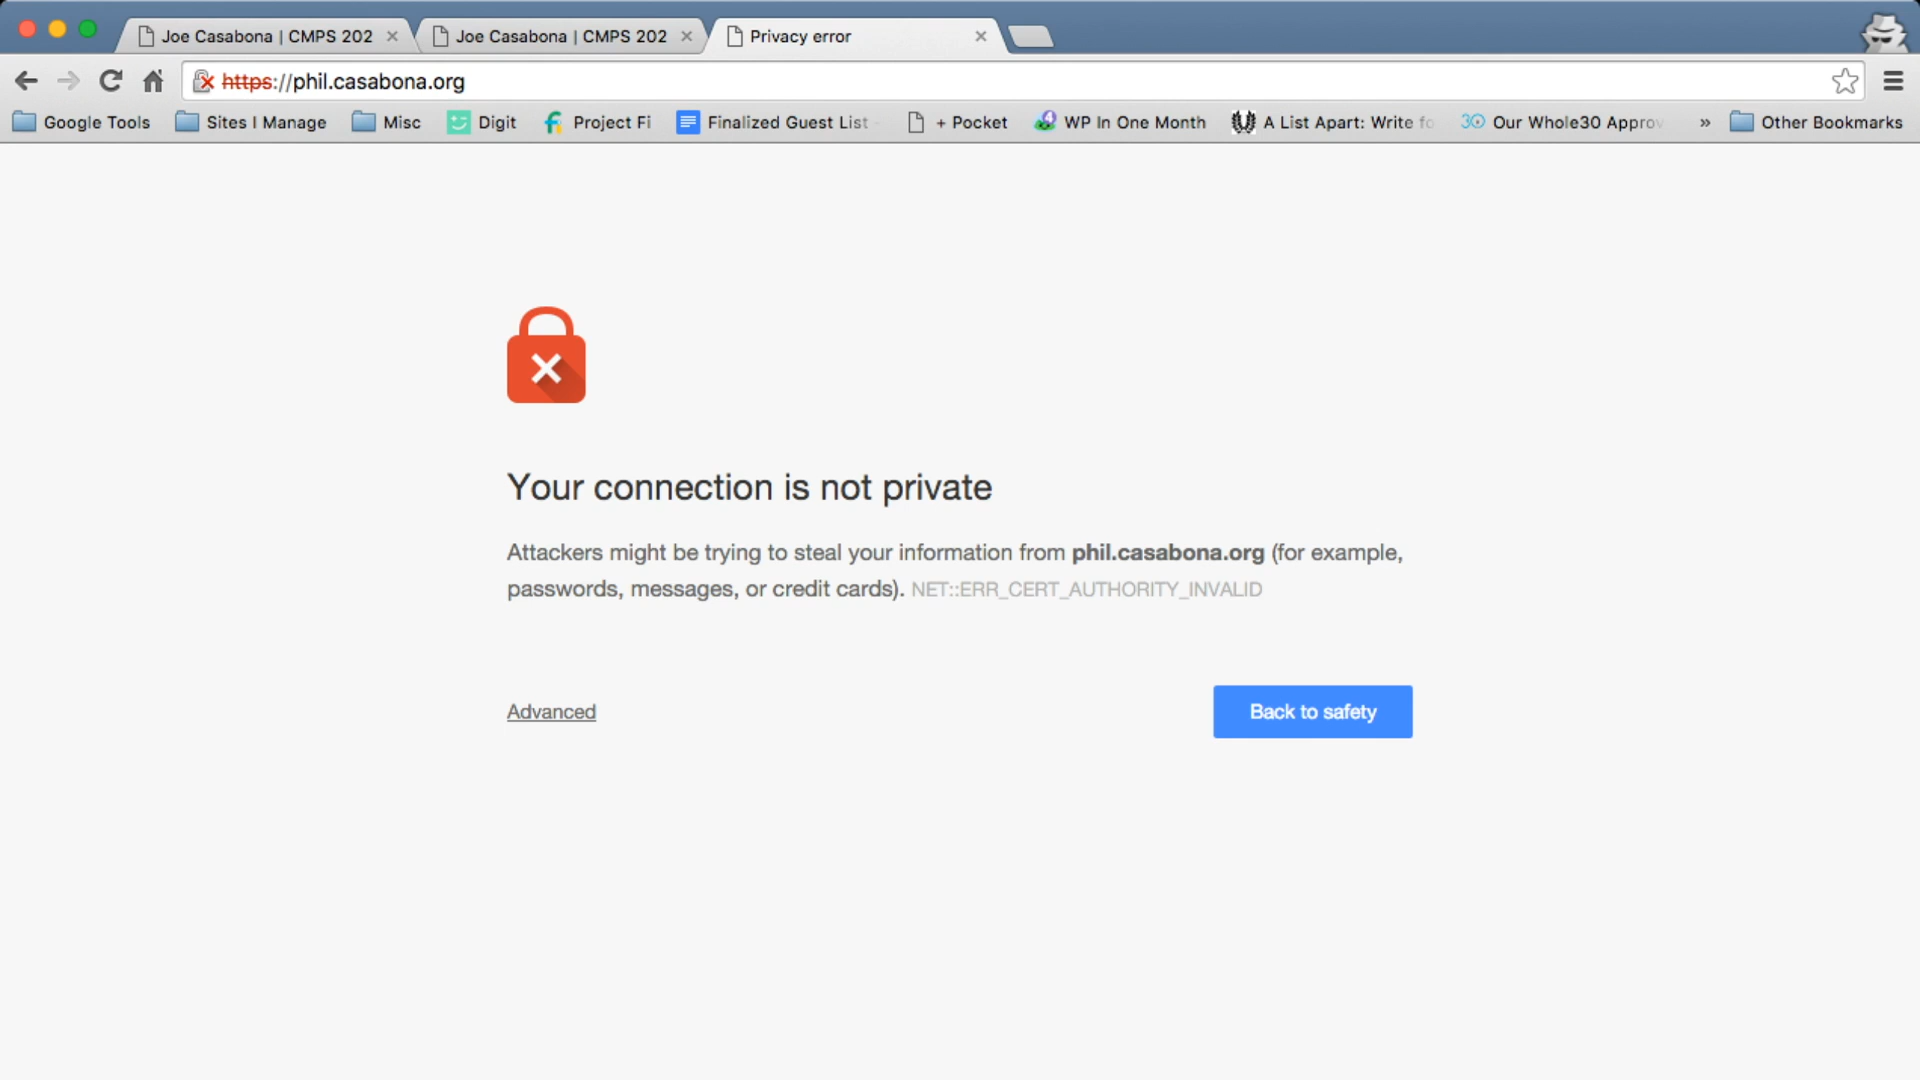 Joe Casabona | CMPS 202
Joe Casabona | CMPS 202
Privacy error
https://phil.casabona.org
Google Tools
Sites I Manage
Misc
Digit
Project Fi
Finalized Guest List
+ Pocket
WP In One Month
A List Apart: Write fo
Our Whole30 Approv
»
Other Bookmarks
Your connection is not private
Attackers might be trying to steal your information from phil.casabona.org (for example,
passwords, messages, or credit cards). NET::ERR_CERT_AUTHORITY_INVALID
Advanced
Back to safety